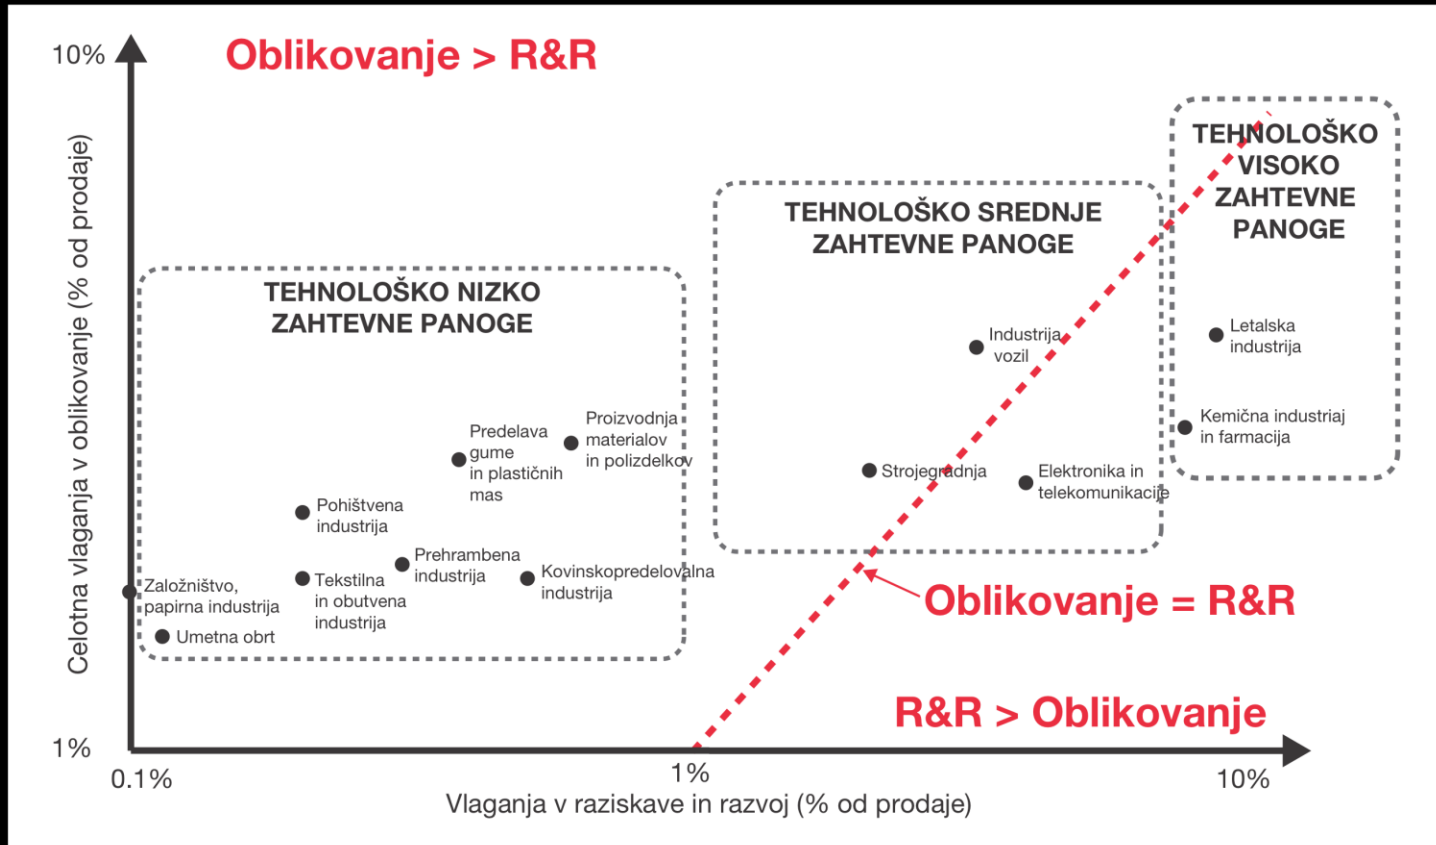 10%
Oblikovanje > R&R
Celotna vlaganja v oblikovanje (% od prodaje)
TEHNOLOŠKO NIZKO
ZAHTEVNE PANOGE
TEHNOLOŠKO SREDNJE
ZAHTEVNE PANOGE
TEHNOLOŠKO
VISOKO
ZAHTEVNE
PANOGE
Industrija
vozil
Letalska
industrija
Kemična industriaj
in farmacija
Strojegradnja
Elektronika in
telekomunikacije
Predelava
gume
in plastičnih
mas
Proizvodnja
materialov
in polizdelkov
Pohištvena
industrija
Prehrambena
industrija
Kovinskopredelovalna
industrija
Založništvo,
papirna industrija
Tekstilna
in obutvena
industrija
Umetna obrt
Oblikovanje = R&R
R&R > Oblikovanje
1%
0.1%
1%
10%
Vlaganja v raziskave in razvoj (% od prodaje)